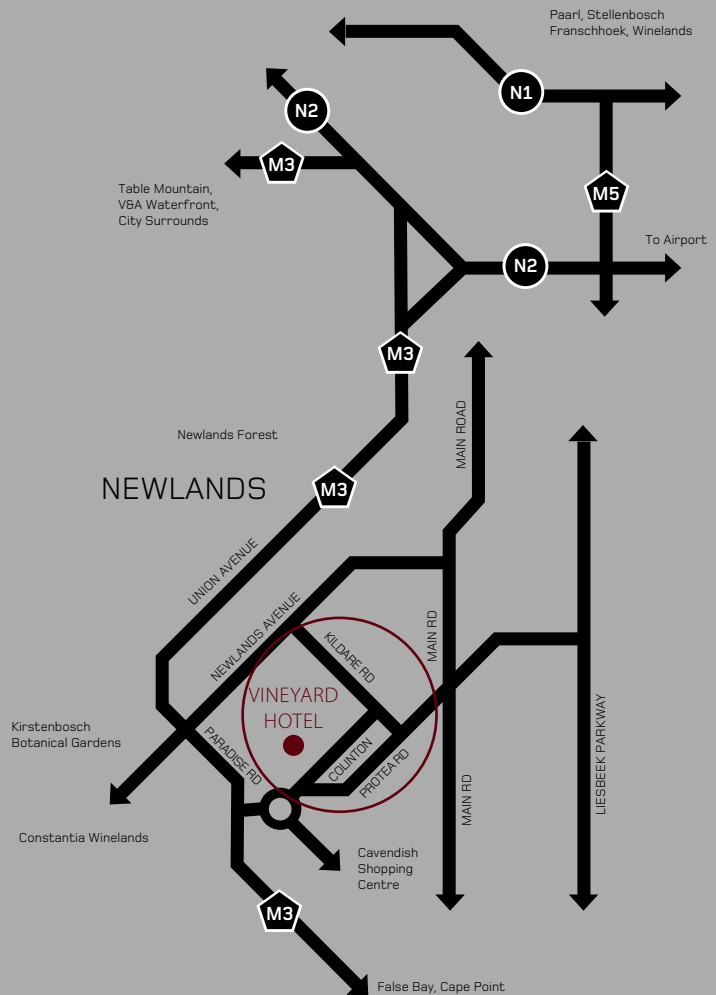 Paarl, Stellenbosch
Franschhoek, Winelands
N1
N2
M3
M5
Table Mountain,
V&A Waterfront,
City Surrounds
To Airport
N2
M3
MAIN ROAD
Newlands Forest
NEWLANDS
M3
UNION AVENUE
NEWLANDS AVENUE
KILDARE RD
MAIN RD
VINEYARD
HOTEL
Kirstenbosch
Botanical Gardens
PARADISE RD
COLINTON
PROTEA RD
MAIN RD
LIESBEEK PARKWAY
Constantia Winelands
Cavendish
Shopping
Centre
M3
False Bay, Cape Point